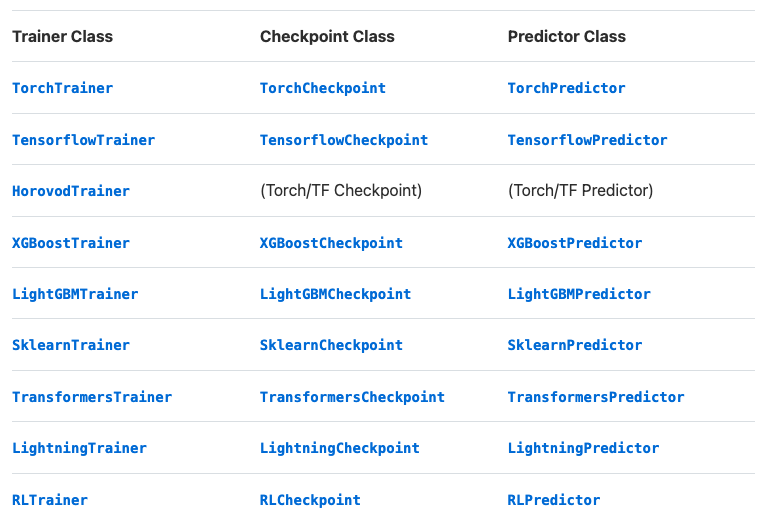 Trainer Class Checkpoint Class Predictor Class
TorchTrainer TorchCheckpoint TorchPredictor
TensorflowTrainer TensorflowCheckpoint TensorflowPredictor
HorovodTrainer (Torch/TF Checkpoint) (Torch/TF Predictor)
XGBoostTrainer XGBoostCheckpoint XGBoostPredictor
LightGBMTrainer LightGBMCheckpoint LightGBMPredictor
SklearnTrainer SklearnCheckpoint SklearnPredictor
TransformersTrainer TransformersCheckpoint TransformersPredictor
LightningTrainer LightningCheckpoint LightningPredictor
RLTrainer RLCheckpoint RLPredictor